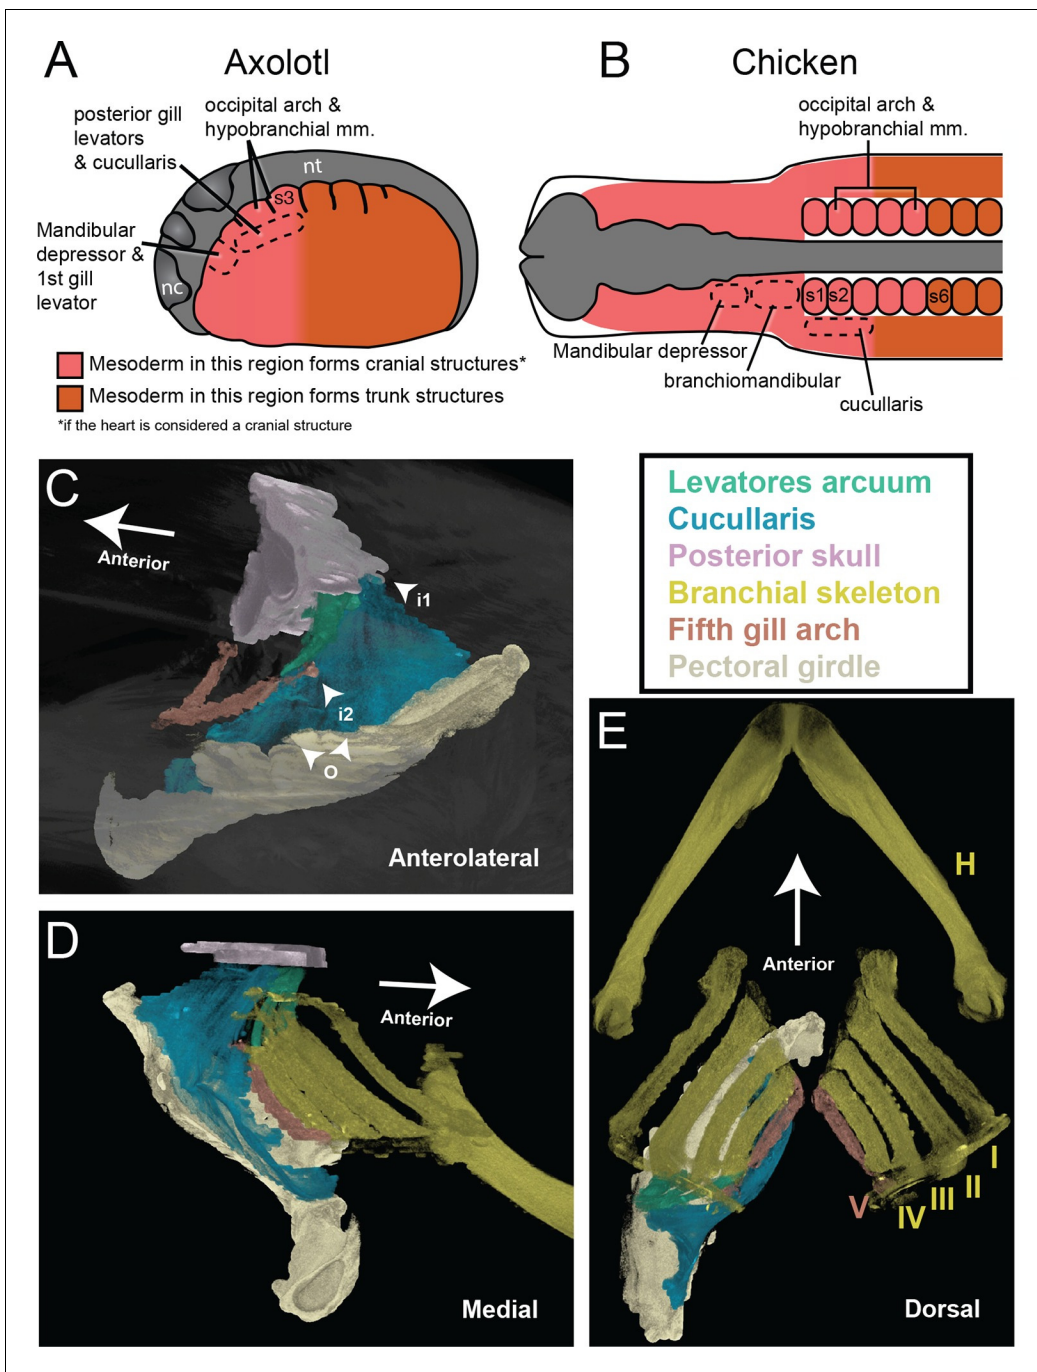 A
Axolotl
posterior gill
levators
& cucullaris
occipital arch &
hypobranchial mm.
nt
s3
Mandibular
depressor &
1st gill
levator
nc
B
Chicken
occipital arch &
hypobranchial mm.
s1
s2
s6
Mandibular depressor
branchiomandibular
cucullaris
Mesoderm in this region forms cranial structures*
Mesoderm in this region forms trunk structures
*if the heart is considered a cranial structure
C
Anterior
i1
i2
O
Anterolateral
Levatores arcuum
Cucullaris
Posterior skull
Branchial skeleton
Fifth gill arch
Pectoral girdle
D
Anterior
Medial
E
H
Anterior
I
II
III
IV
V
Dorsal